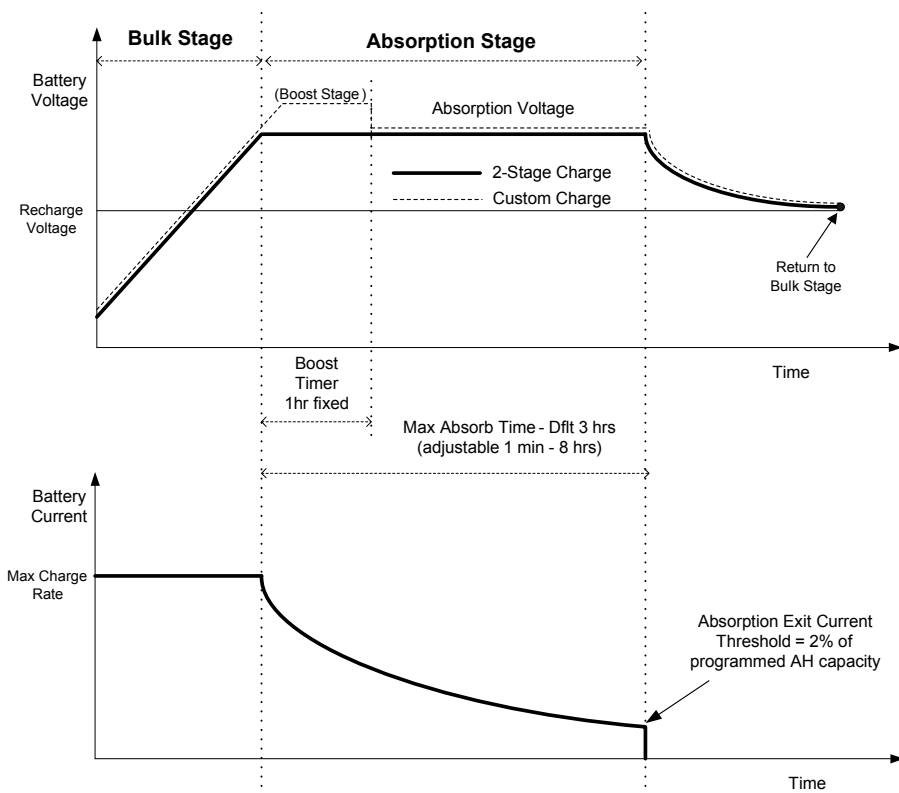 Bulk Stage
Absorption Stage
Battery
Voltage
(Boost Stage)
Absorption Voltage
2-Stage Charge
Custom Charge
Recharge
Voltage
Return to
Bulk Stage
Time
Boost
Timer
1hr fixed
Max Absorb Time - Dflt 3 hrs
(adjustable 1 min - 8 hrs)
Battery
Current
Max Charge
Rate
Absorption Exit Current
Threshold = 2% of
programmed AH capacity
Time